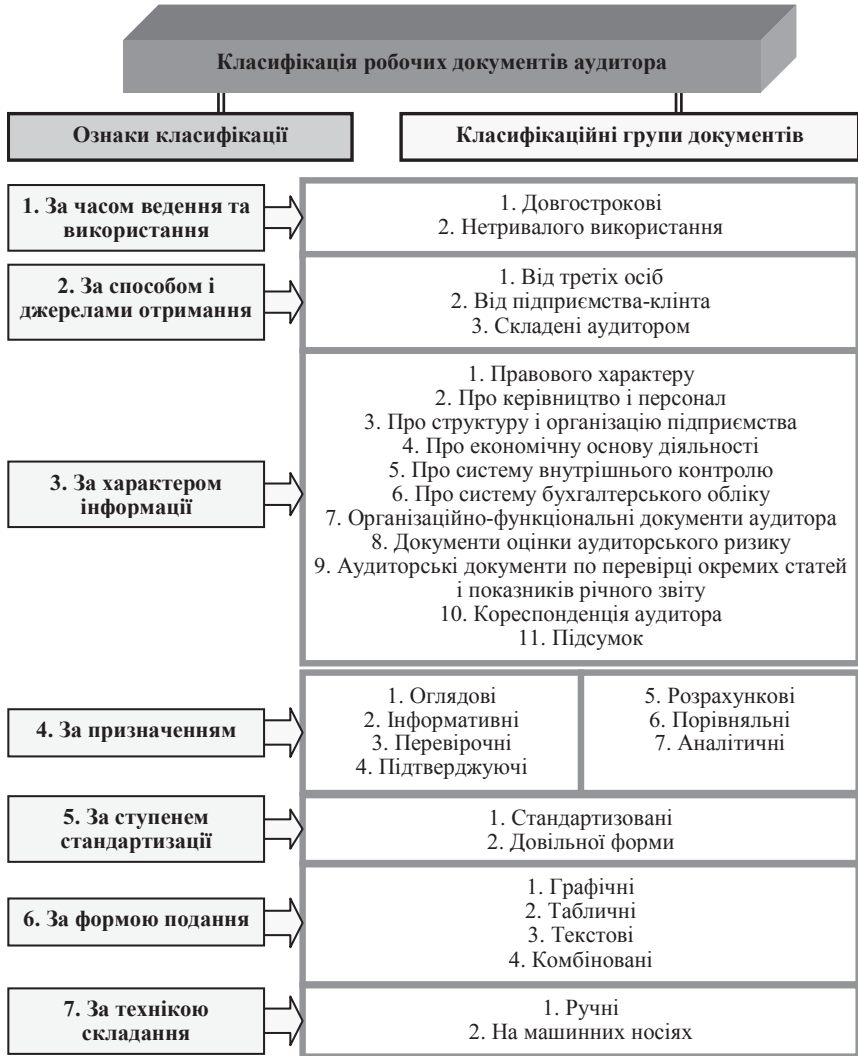 Класифікація робочих документів аудитора
Ознаки класифікації
Класифікаційні групи документів
1. За часом ведення та
використання
1. Довгострокові
2. Нетривалого використання
2. За способом і
джерелами отримання
1. Від третіх осіб
2. Від підприємства-клінта
3. Складені аудитором
3. За характером
інформації
1. Правового характеру
2. Про керівництво і персонал
3. Про структуру і організацію підприємства
4. Про економічну основу діяльності
5. Про систему внутрішнього контролю
6. Про систему бухгалтерського обліку
7. Організаційно-функціональні документи аудитора
8. Документи оцінки аудиторського ризику
9. Аудиторські документи по перевірці окремих статей
і показників річного звіту
10. Кореспонденція аудитора
11. Підсумок
4. За призначенням
1. Оглядові
2. Інформативні
3. Перевірочні
4. Підтверджуючі
5. Розрахункові
6. Порівняльні
7. Аналітичні
5. За ступенем
стандартизації
1. Стандартизовані
2. Довільної форми
6. За формою подання
1. Графічні
2. Табличні
3. Текстові
4. Комбіновані
7. За технікою
складання
1. Ручні
2. На машинних носіях